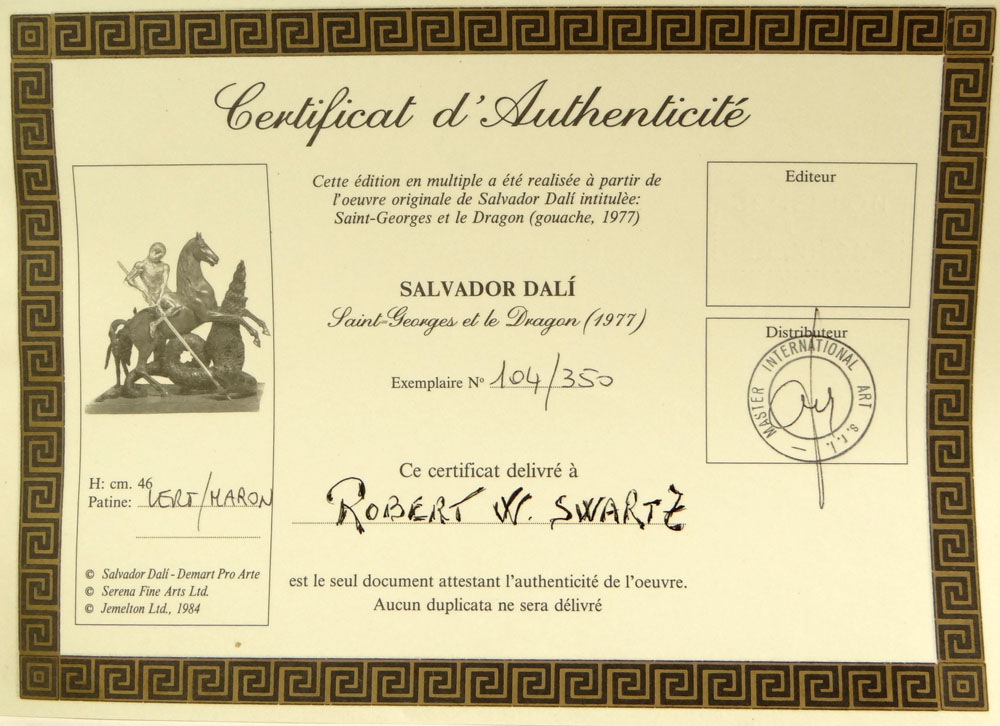 Certificat d'Authenticité
Cette édition en multiple a été realisée à partir de
l'oeuvre originale de Salvador Dalí intitulèe:
Saint-Georges et le Dragon (gouache, 1977)
SALVADOR DALÍ
Saint-Georges et le Dragon (1977)
Exemplaire Nº 104/350
Ce certificat delivré à
ROBERT W. SWARTZ
est le seul document attestant l'authenticité de l'oeuvre.
Aucun duplicata ne sera délivré
H: cm. 46
Patine: VERT/MARON
© Salvador Dalí - Demart Pro Arte
© Serena Fine Arts Ltd.
© Jemelton Ltd., 1984
Editeur
Distributeur
MASTER INTERNATIONAL ART s.r.l.